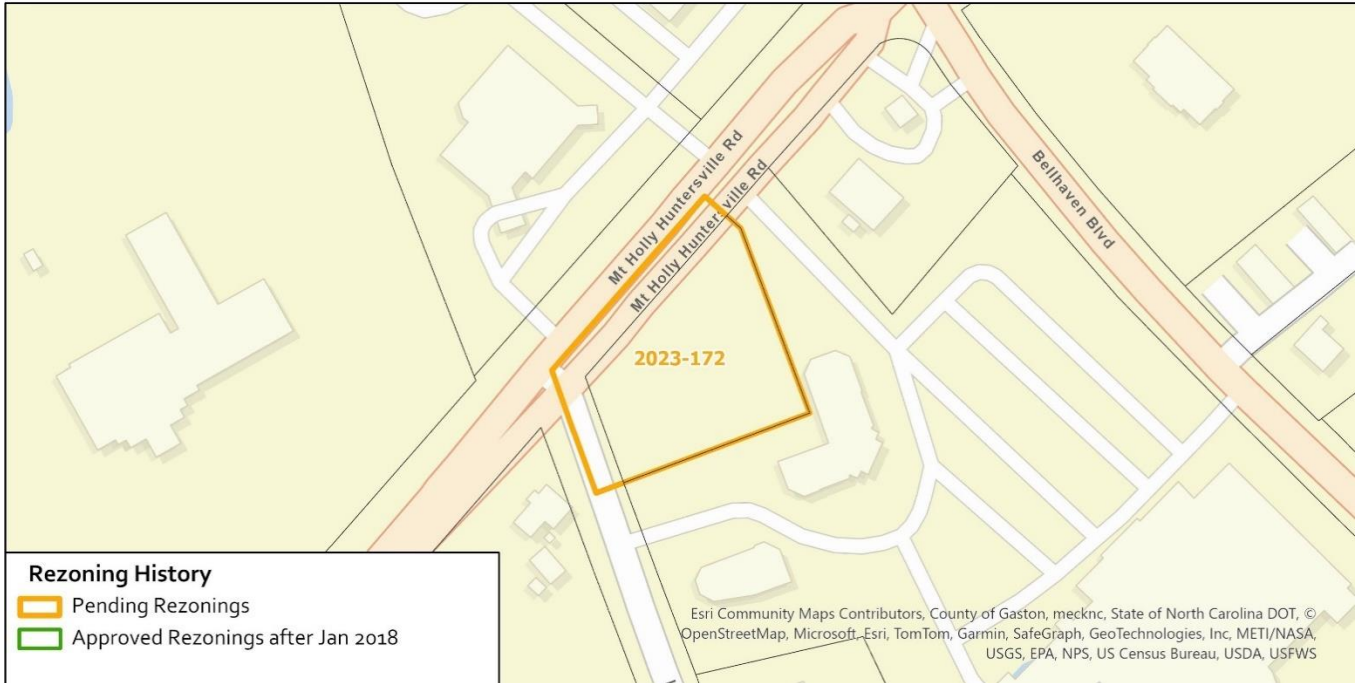 Mt Holly Huntersville Rd
Mt Holly Huntersville Rd
Bellhaven Blvd
2023-172
Rezoning History
Pending Rezonings
Approved Rezonings after Jan 2018
Esri Community Maps Contributors, County of Gaston, mecknc, State of North Carolina DOT, ©
OpenStreetMap, Microsoft, Esri, TomTom, Garmin, SafeGraph, GeoTechnologies, Inc, METI/NASA,
USGS, EPA, NPS, US Census Bureau, USDA, USFWS